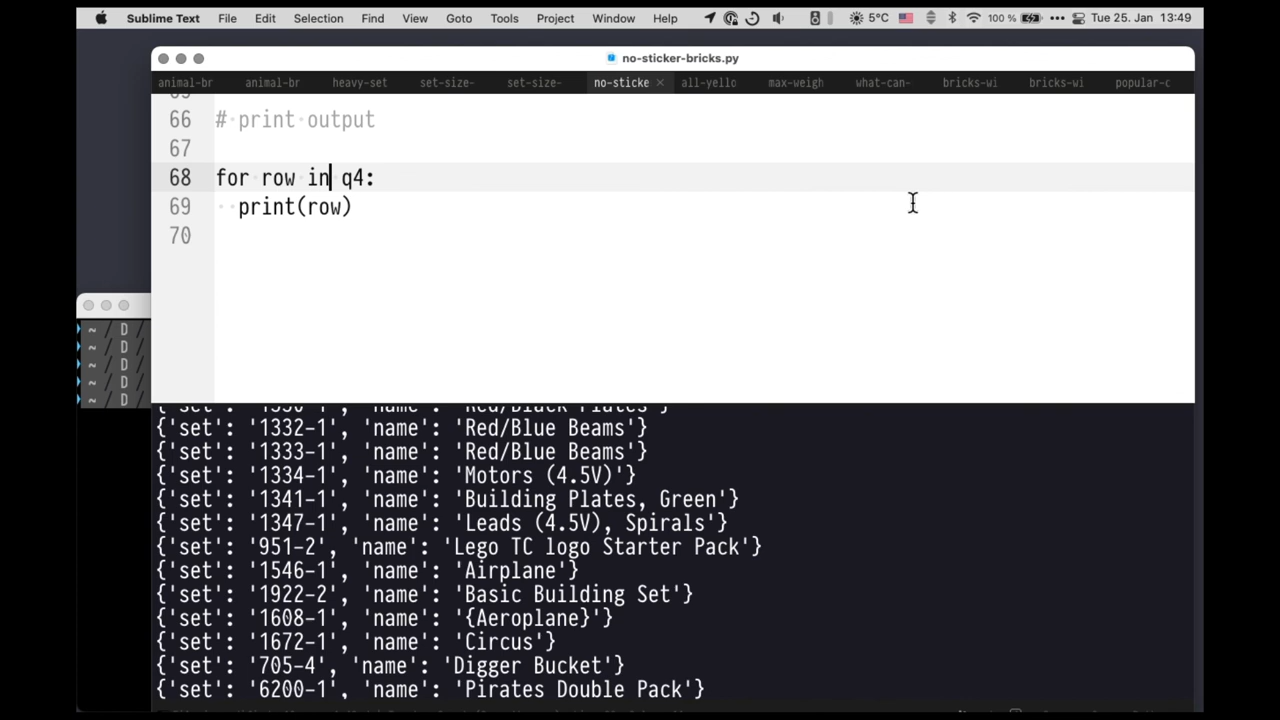 Sublime Text File Edit Selection Find View Goto Tools Project Window Help 5°C 100 % Tue 25. Jan 13:49
no-sticker-bricks.py
animal-br animal-br heavy-set set-size- set-size- no-sticke × all-yello max-weigh what-can- bricks-wi bricks-wi popular-c
66 # print output
67
68 for row in q4:
69 print(row)
70
~ / D /
~ / D /
~ / D /
~ / D /
~ / D /
{'set': '1330-1', 'name': 'Red/Black Plates'}
{'set': '1332-1', 'name': 'Red/Blue Beams'}
{'set': '1333-1', 'name': 'Red/Blue Beams'}
{'set': '1334-1', 'name': 'Motors (4.5V)'}
{'set': '1341-1', 'name': 'Building Plates, Green'}
{'set': '1347-1', 'name': 'Leads (4.5V), Spirals'}
{'set': '951-2', 'name': 'Lego TC logo Starter Pack'}
{'set': '1546-1', 'name': 'Airplane'}
{'set': '1922-2', 'name': 'Basic Building Set'}
{'set': '1608-1', 'name': '{Aeroplane}'}
{'set': '1672-1', 'name': 'Circus'}
{'set': '705-4', 'name': 'Digger Bucket'}
{'set': '6200-1', 'name': 'Pirates Double Pack'}